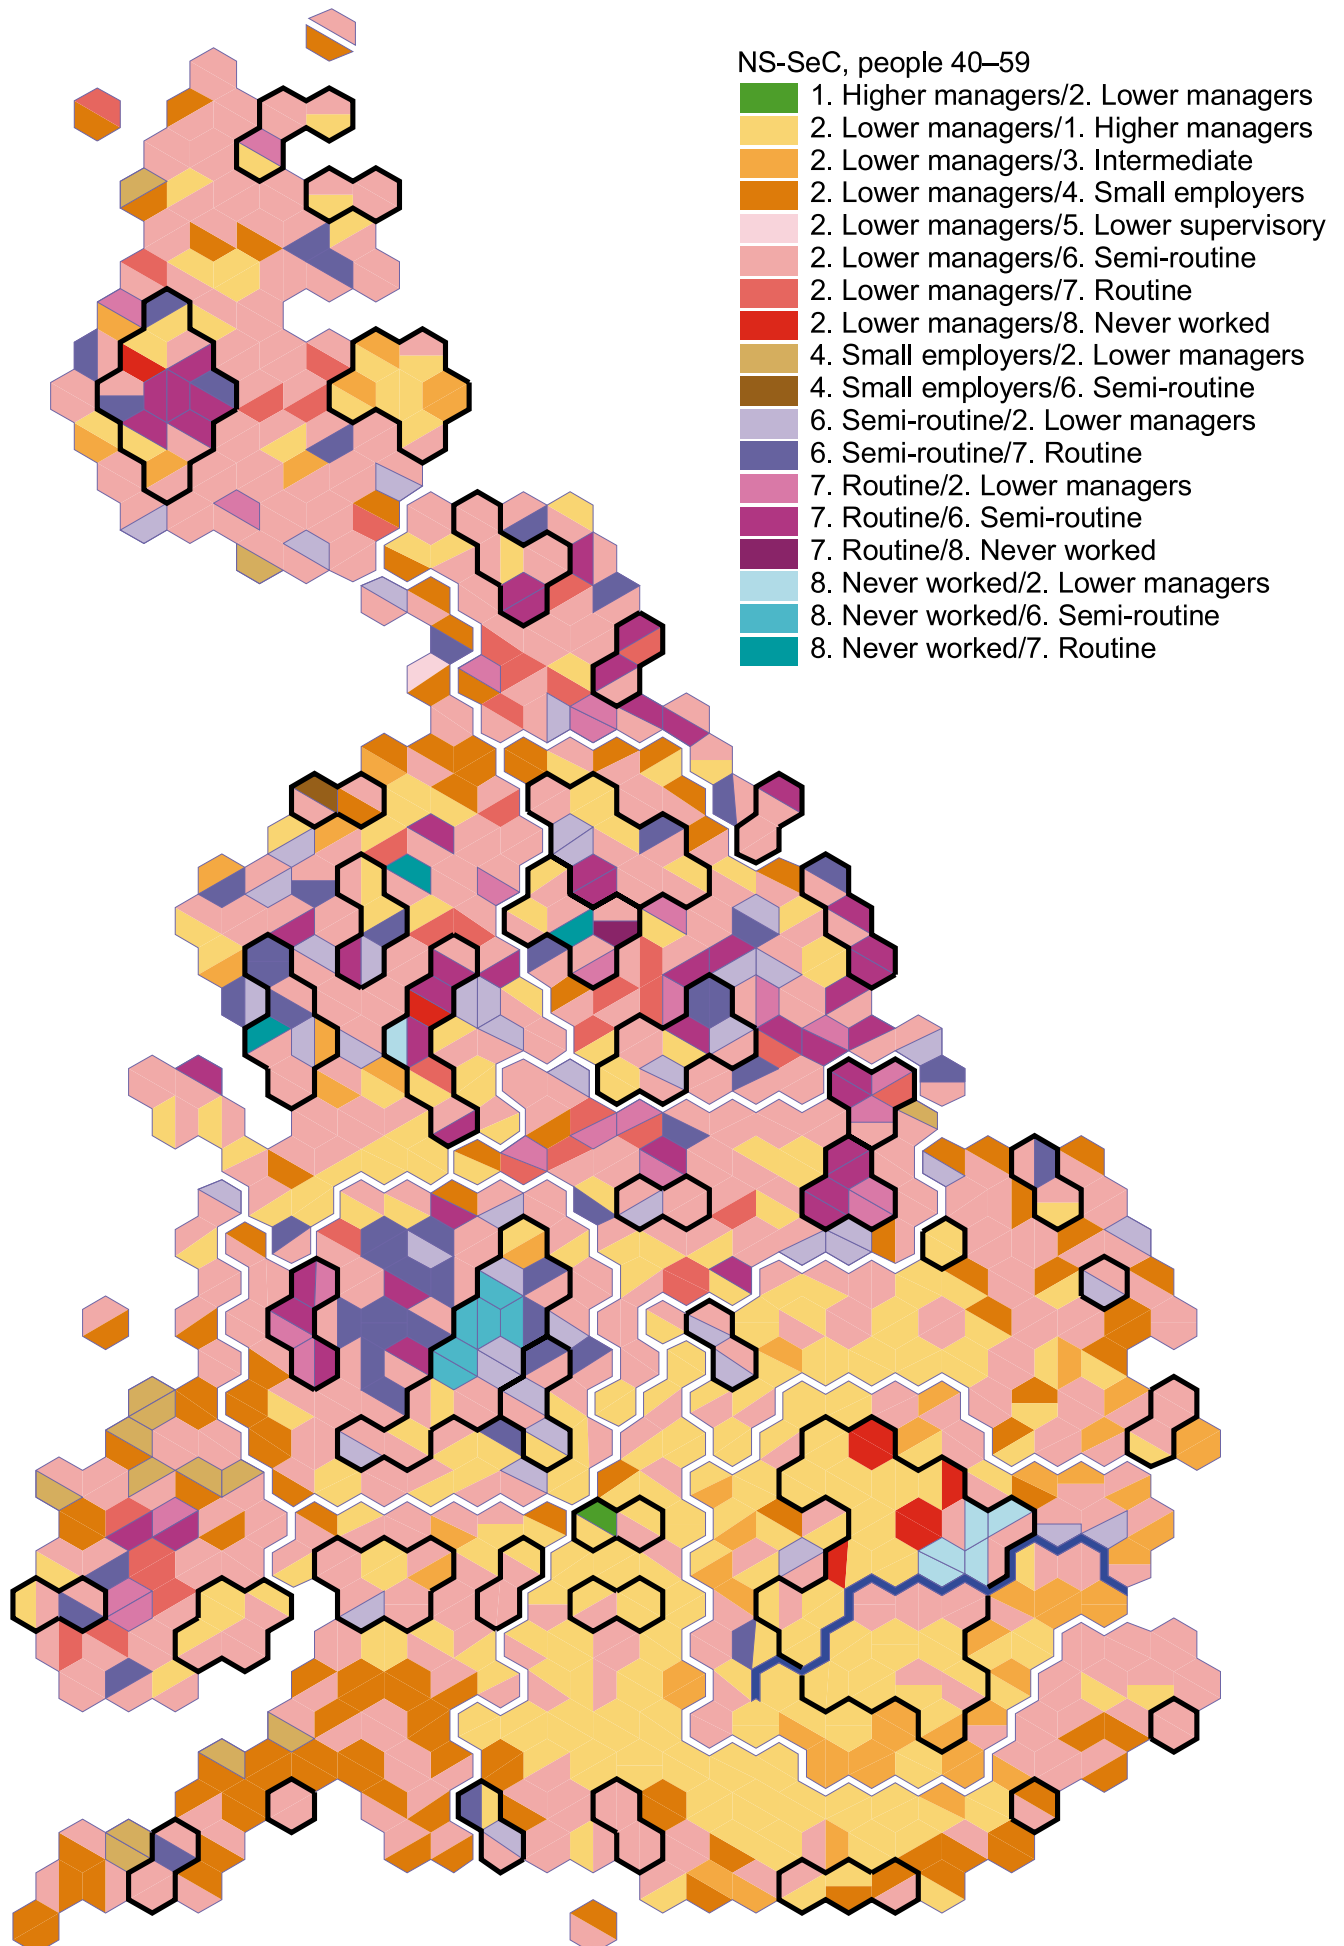 NS-SeC, people 40–59
1. Higher managers/2. Lower managers
2. Lower managers/1. Higher managers
2. Lower managers/3. Intermediate
2. Lower managers/4. Small employers
2. Lower managers/5. Lower supervisory
2. Lower managers/6. Semi-routine
2. Lower managers/7. Routine
2. Lower managers/8. Never worked
4. Small employers/2. Lower managers
4. Small employers/6. Semi-routine
6. Semi-routine/2. Lower managers
6. Semi-routine/7. Routine
7. Routine/2. Lower managers
7. Routine/6. Semi-routine
7. Routine/8. Never worked
8. Never worked/2. Lower managers
8. Never worked/6. Semi-routine
8. Never worked/7. Routine